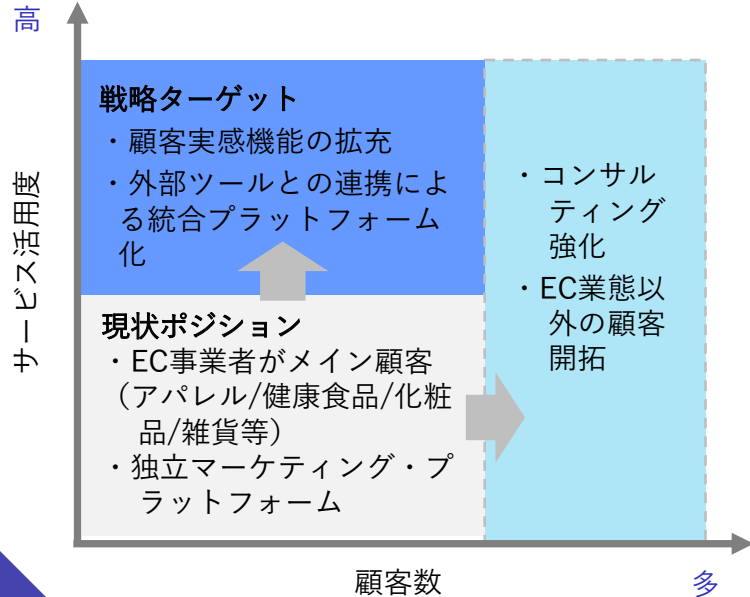 高
サービス活用度
戦略ターゲット
・顧客実感機能の拡充
・外部ツールとの連携によ
る統合プラットフォーム
化
現状ポジション
・EC事業者がメイン顧客
（アパレル/健康食品/化粧
品/雑貨等）
・独立マーケティング・プ
ラットフォーム
・コンサル
ティング
強化
・EC業態以
外の顧客
開拓
顧客数
多